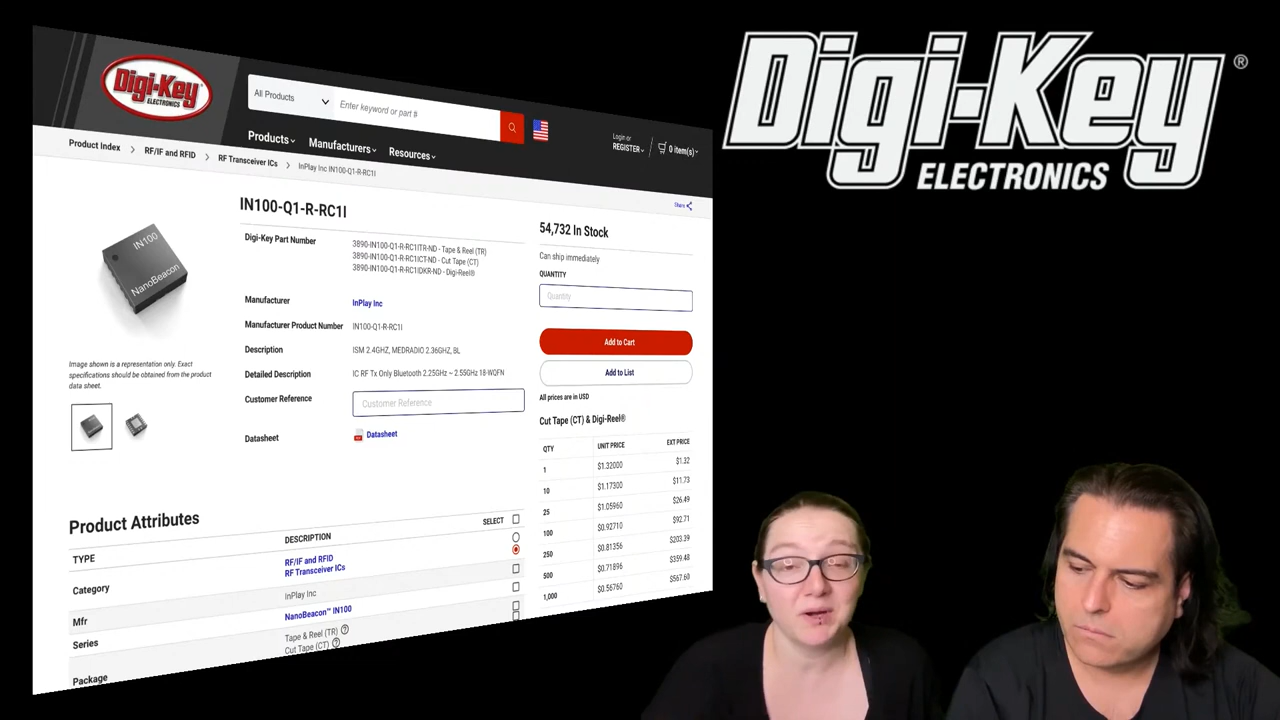 Digi-Key®
ELECTRONICS
Digi-Key
ELECTRONICS
All Products
Enter keyword or part #
Products
Manufacturers
Resources
Login or
REGISTER
0 item(s)
Product Index > RF/IF and RFID > RF Transceiver ICs > InPlay Inc IN100-Q1-R-RC1I
Share
IN100
NanoBeacon
Image shown is a representation only. Exact
specifications should be obtained from the product
data sheet.
IN100-Q1-R-RC1I
Digi-Key Part Number
3890-IN100-Q1-R-RC1ITR-ND - Tape & Reel (TR)
3890-IN100-Q1-R-RC1ICT-ND - Cut Tape (CT)
3890-IN100-Q1-R-RC1IDKR-ND - Digi-Reel®
Manufacturer InPlay Inc
Manufacturer Product Number IN100-Q1-R-RC1I
Description ISM 2.4GHZ, MEDRADIO 2.36GHZ, BL
Detailed Description IC RF Tx Only Bluetooth 2.25GHz ~ 2.55GHz 18-WQFN
Customer Reference Customer Reference
Datasheet Datasheet
54,732 In Stock
Can ship immediately
QUANTITY
Quantity
Add to Cart
Add to List
All prices are in USD
Cut Tape (CT) & Digi-Reel®
QTY UNIT PRICE EXT PRICE
1 $1.32000 $1.32
10 $1.17300 $11.73
25 $1.05960 $26.49
100 $0.92710 $92.71
250 $0.81356 $203.39
500 $0.71896 $359.48
1,000 $0.56760 $567.60
Product Attributes
TYPE DESCRIPTION SELECT
Category RF/IF and RFID
RF Transceiver ICs
Mfr InPlay Inc
Series NanoBeacon™ IN100
Package Tape & Reel (TR)
Cut Tape (CT)